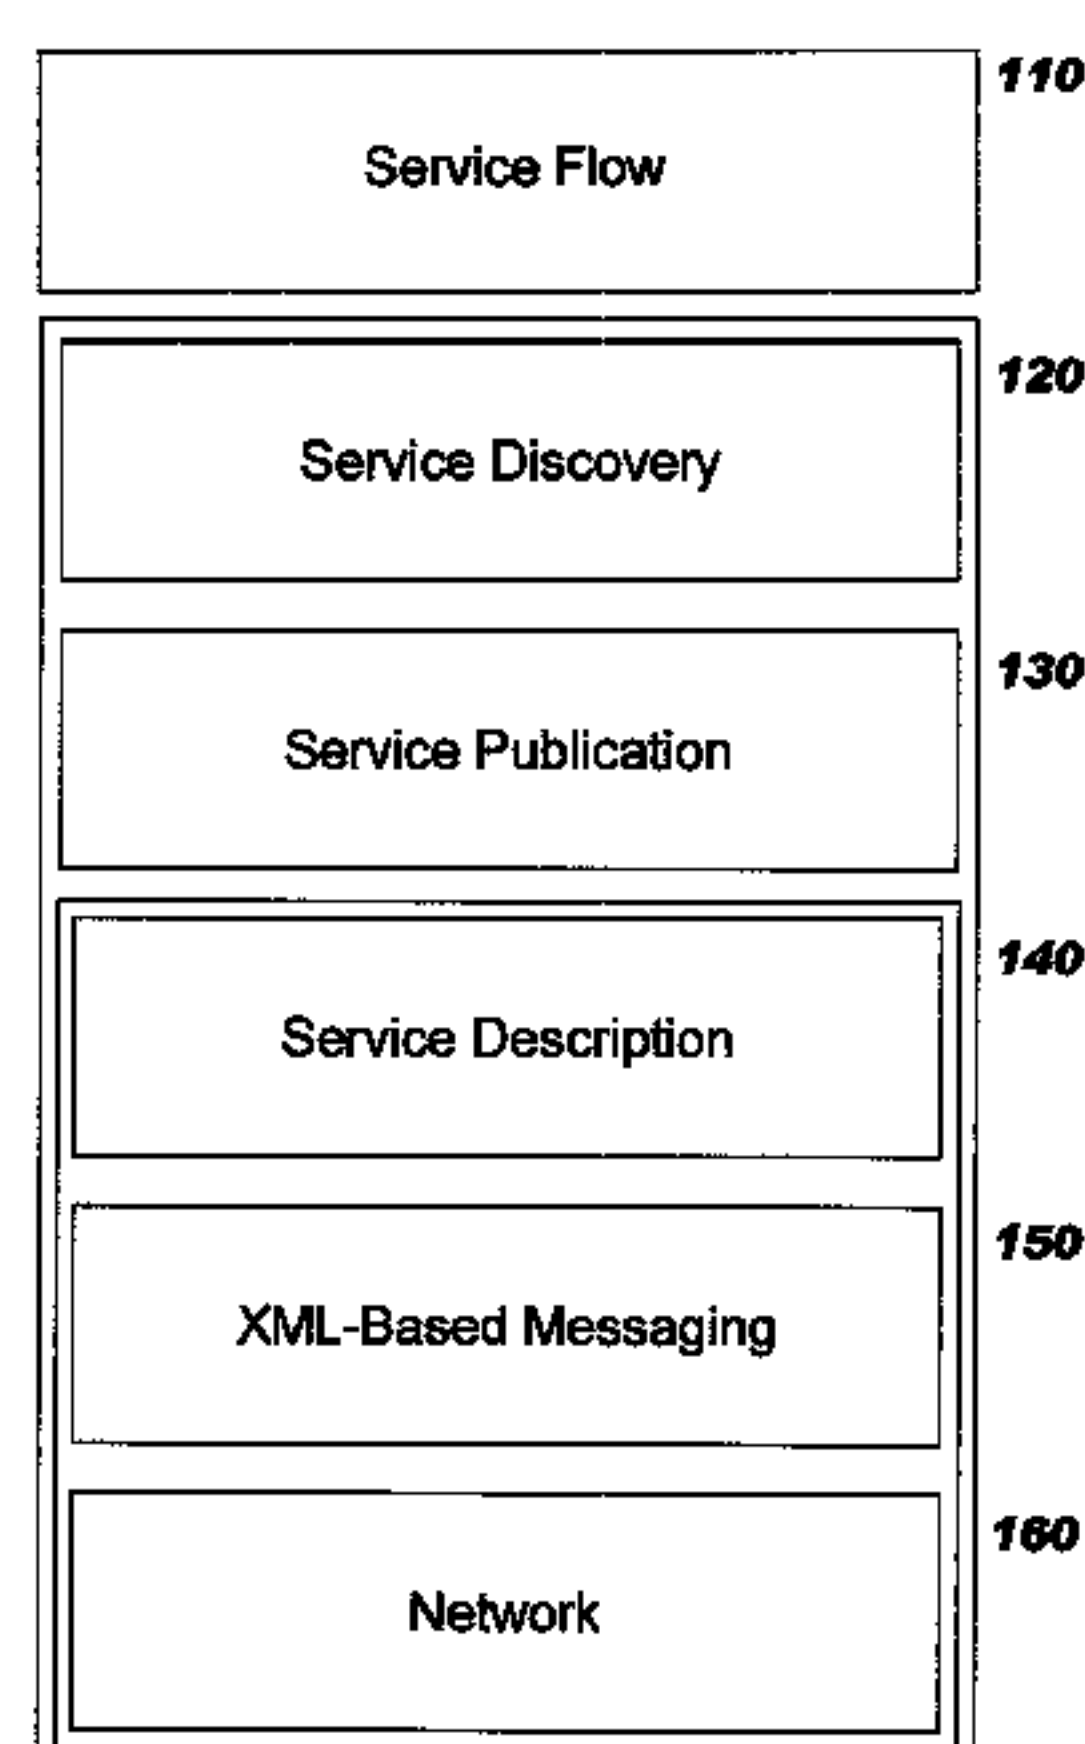 110
Service Flow
120
Service Discovery
130
Service Publication
140
Service Description
150
XML-Based Messaging
160
Network